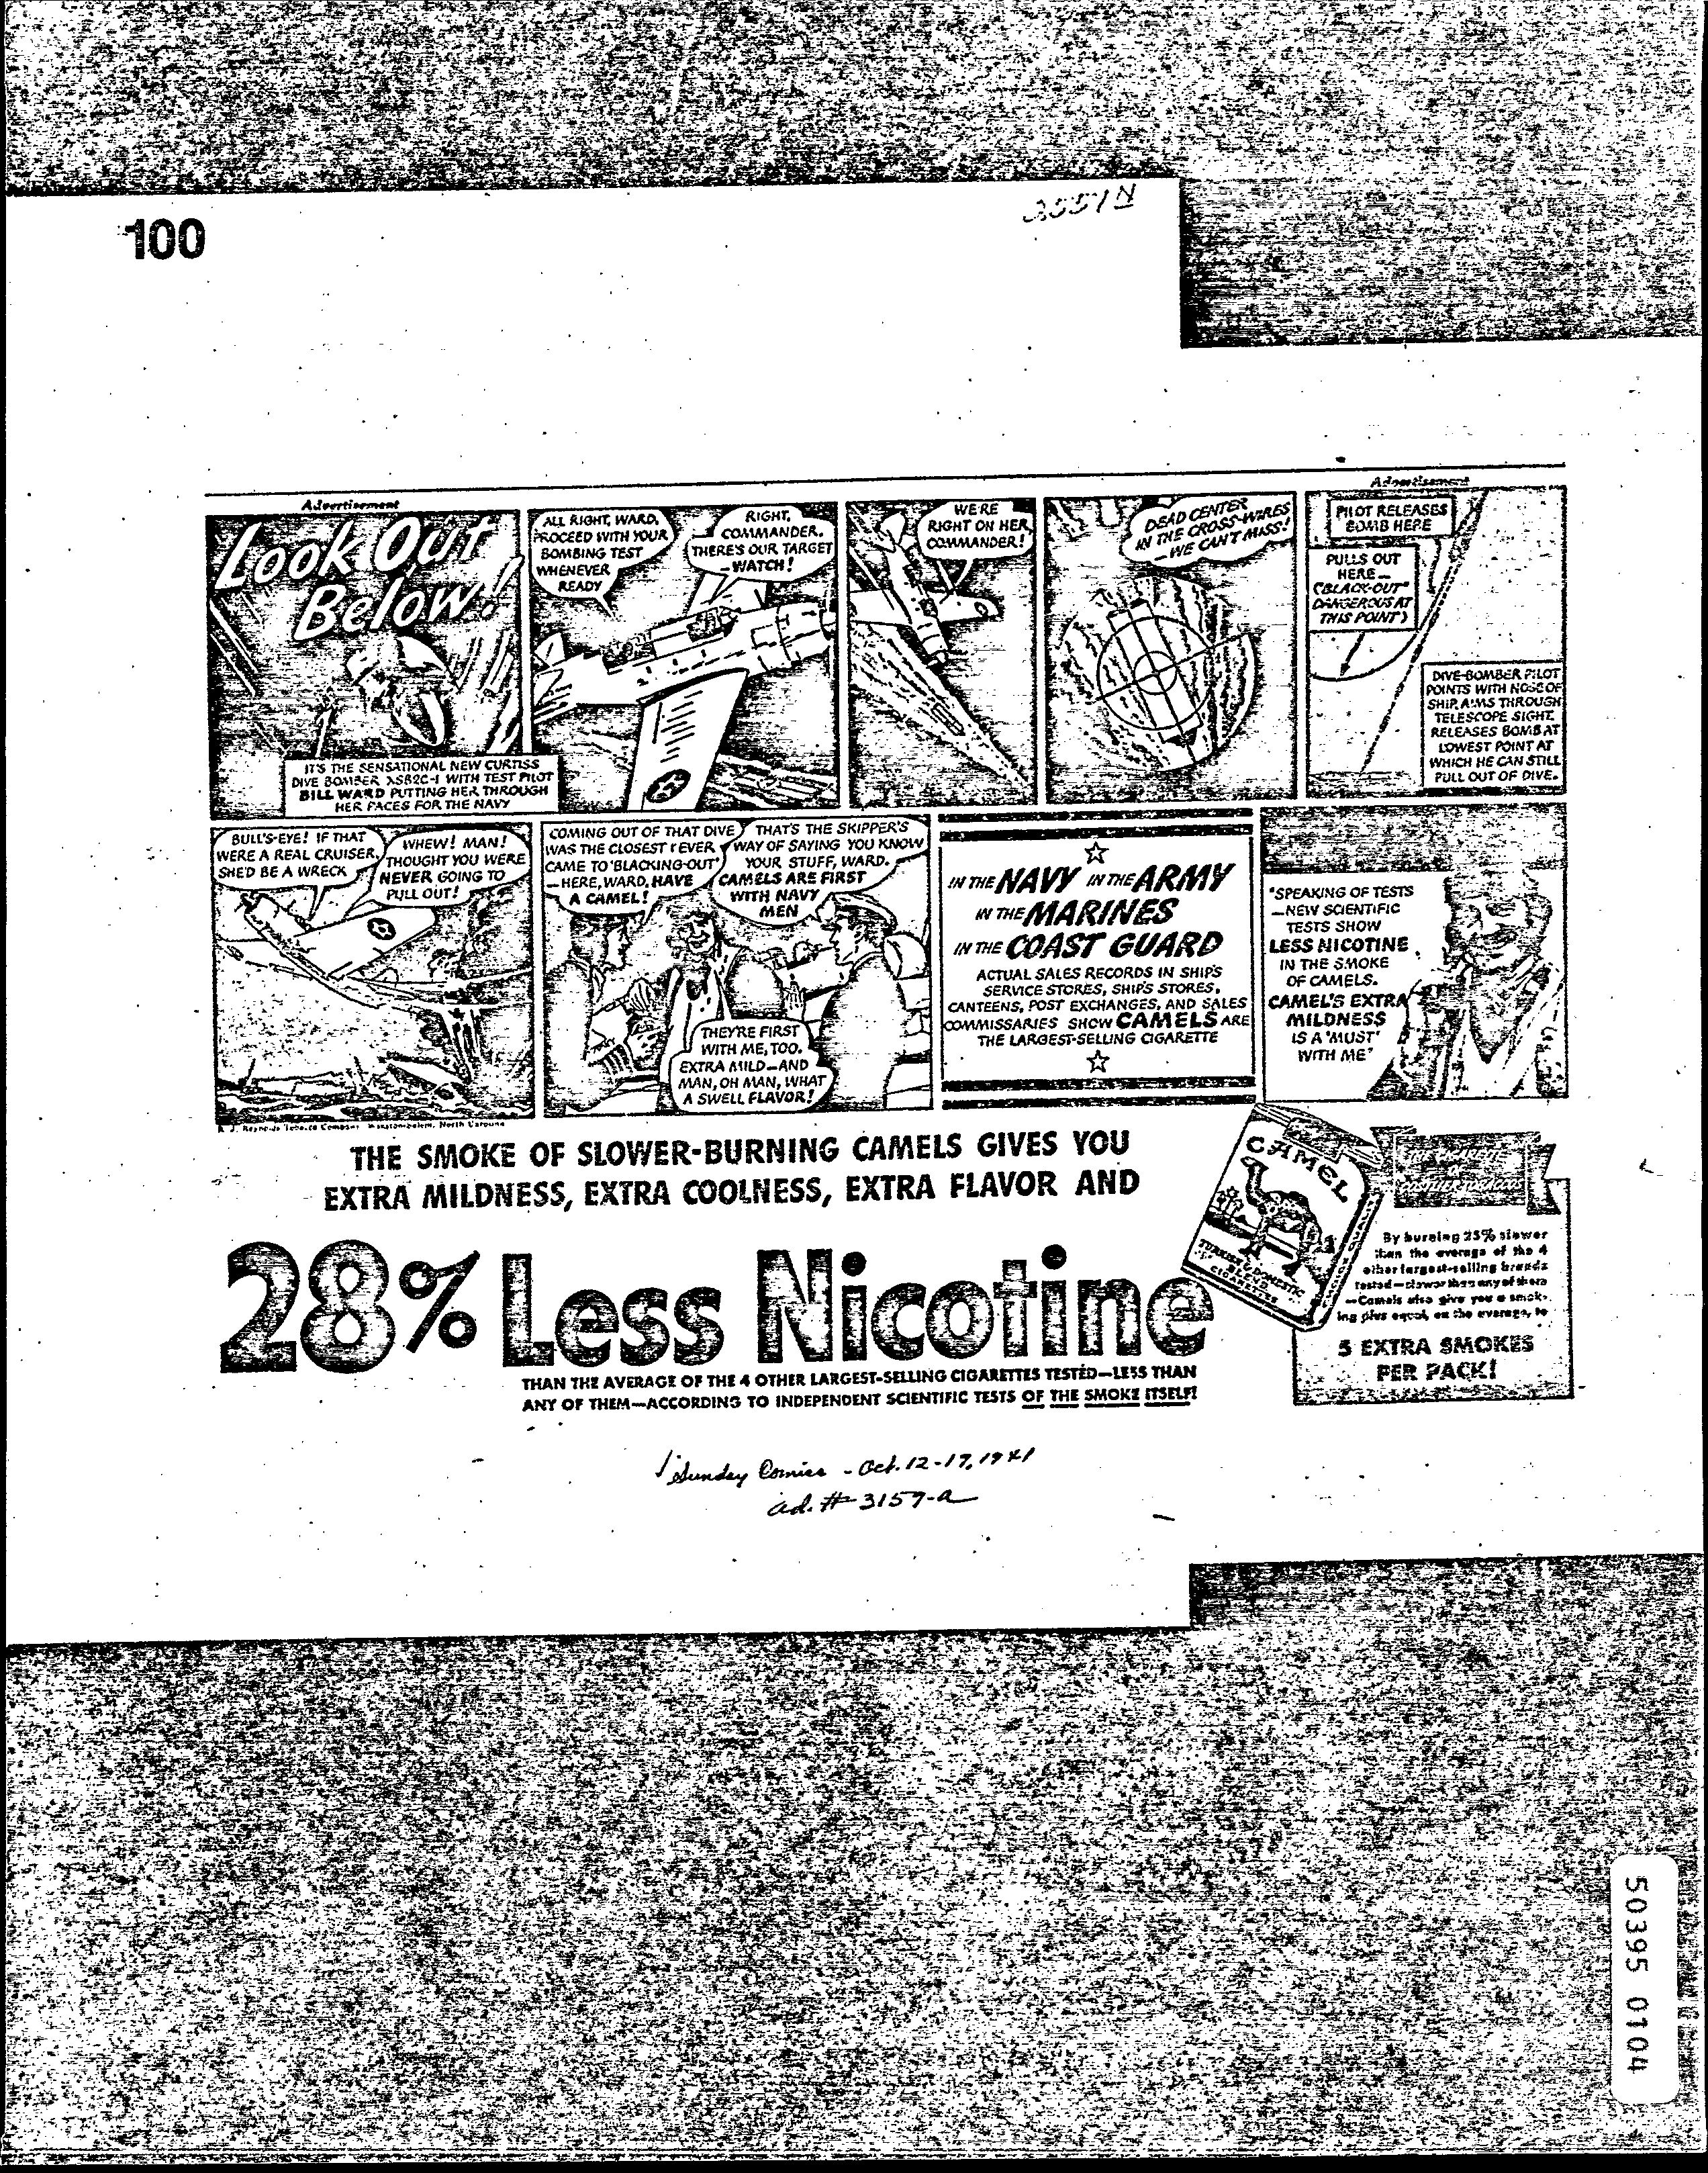 100
Advertisement
Advertisement
Look Out
Below!
IT'S THE SENSATIONAL NEW CURTISS
DIVE BOMBER XSB2C-1 WITH TEST PILOT
BILL WARD PUTTING HER THROUGH
HER PACES FOR THE NAVY
ALL RIGHT, WARD,
PROCEED WITH YOUR
BOMBING TEST
WHENEVER
READY
RIGHT,
COMMANDER.
THERE'S OUR TARGET
—WATCH!
WE'RE
RIGHT ON HER,
COMMANDER!
DEAD CENTER
IN THE CROSS-WIRES
—WE CAN'T MISS!
PILOT RELEASES
BOMB HERE
PULLS OUT
HERE—
("BLACK-OUT"
DANGEROUS AT
THIS POINT)
DIVE-BOMBER PILOT
POINTS WITH NOSE OF
SHIP, AIMS THROUGH
TELESCOPE SIGHT,
RELEASES BOMB AT
LOWEST POINT AT
WHICH HE CAN STILL
PULL OUT OF DIVE.
BULL'S-EYE! IF THAT
WERE A REAL CRUISER,
SHE'D BE A WRECK
WHEW! MAN!
THOUGHT YOU WERE
NEVER GOING TO
PULL OUT!
COMING OUT OF THAT DIVE
WAS THE CLOSEST I EVER
CAME TO 'BLACKING-OUT'
—HERE, WARD, HAVE
A CAMEL!
THAT'S THE SKIPPER'S
WAY OF SAYING YOU KNOW
YOUR STUFF, WARD.
CAMELS ARE FIRST
WITH NAVY
MEN
THEY'RE FIRST
WITH ME, TOO.
EXTRA MILD—AND
MAN, OH MAN, WHAT
A SWELL FLAVOR!
IN THE NAVY IN THE ARMY
IN THE MARINES
IN THE COAST GUARD
ACTUAL SALES RECORDS IN SHIP'S
SERVICE STORES, SHIP'S STORES,
CANTEENS, POST EXCHANGES, AND SALES
COMMISSARIES SHOW CAMELS ARE
THE LARGEST-SELLING CIGARETTE
"SPEAKING OF TESTS
—NEW SCIENTIFIC
TESTS SHOW
LESS NICOTINE
IN THE SMOKE
OF CAMELS.
CAMEL'S EXTRA
MILDNESS
IS A 'MUST'
WITH ME"
R. J. Reynolds Tobacco Company, Winston-Salem, North Carolina
THE SMOKE OF SLOWER-BURNING CAMELS GIVES YOU
EXTRA MILDNESS, EXTRA COOLNESS, EXTRA FLAVOR AND
28% Less Nicotine
THAN THE AVERAGE OF THE 4 OTHER LARGEST-SELLING CIGARETTES TESTED—LESS THAN
ANY OF THEM—ACCORDING TO INDEPENDENT SCIENTIFIC TESTS OF THE SMOKE ITSELF!
CAMEL
TURKISH & DOMESTIC
BLEND
CIGARETTES
By burning 25% slower
than the average of the 4
other largest-selling brands
tested—slower than any of them
—Camels also give you a smok-
ing plus equal, on the average, to
5 EXTRA SMOKES
PER PACK!
Sunday Comics - Oct. 12-17, 1941
ad. # 3159-a
50395 0104